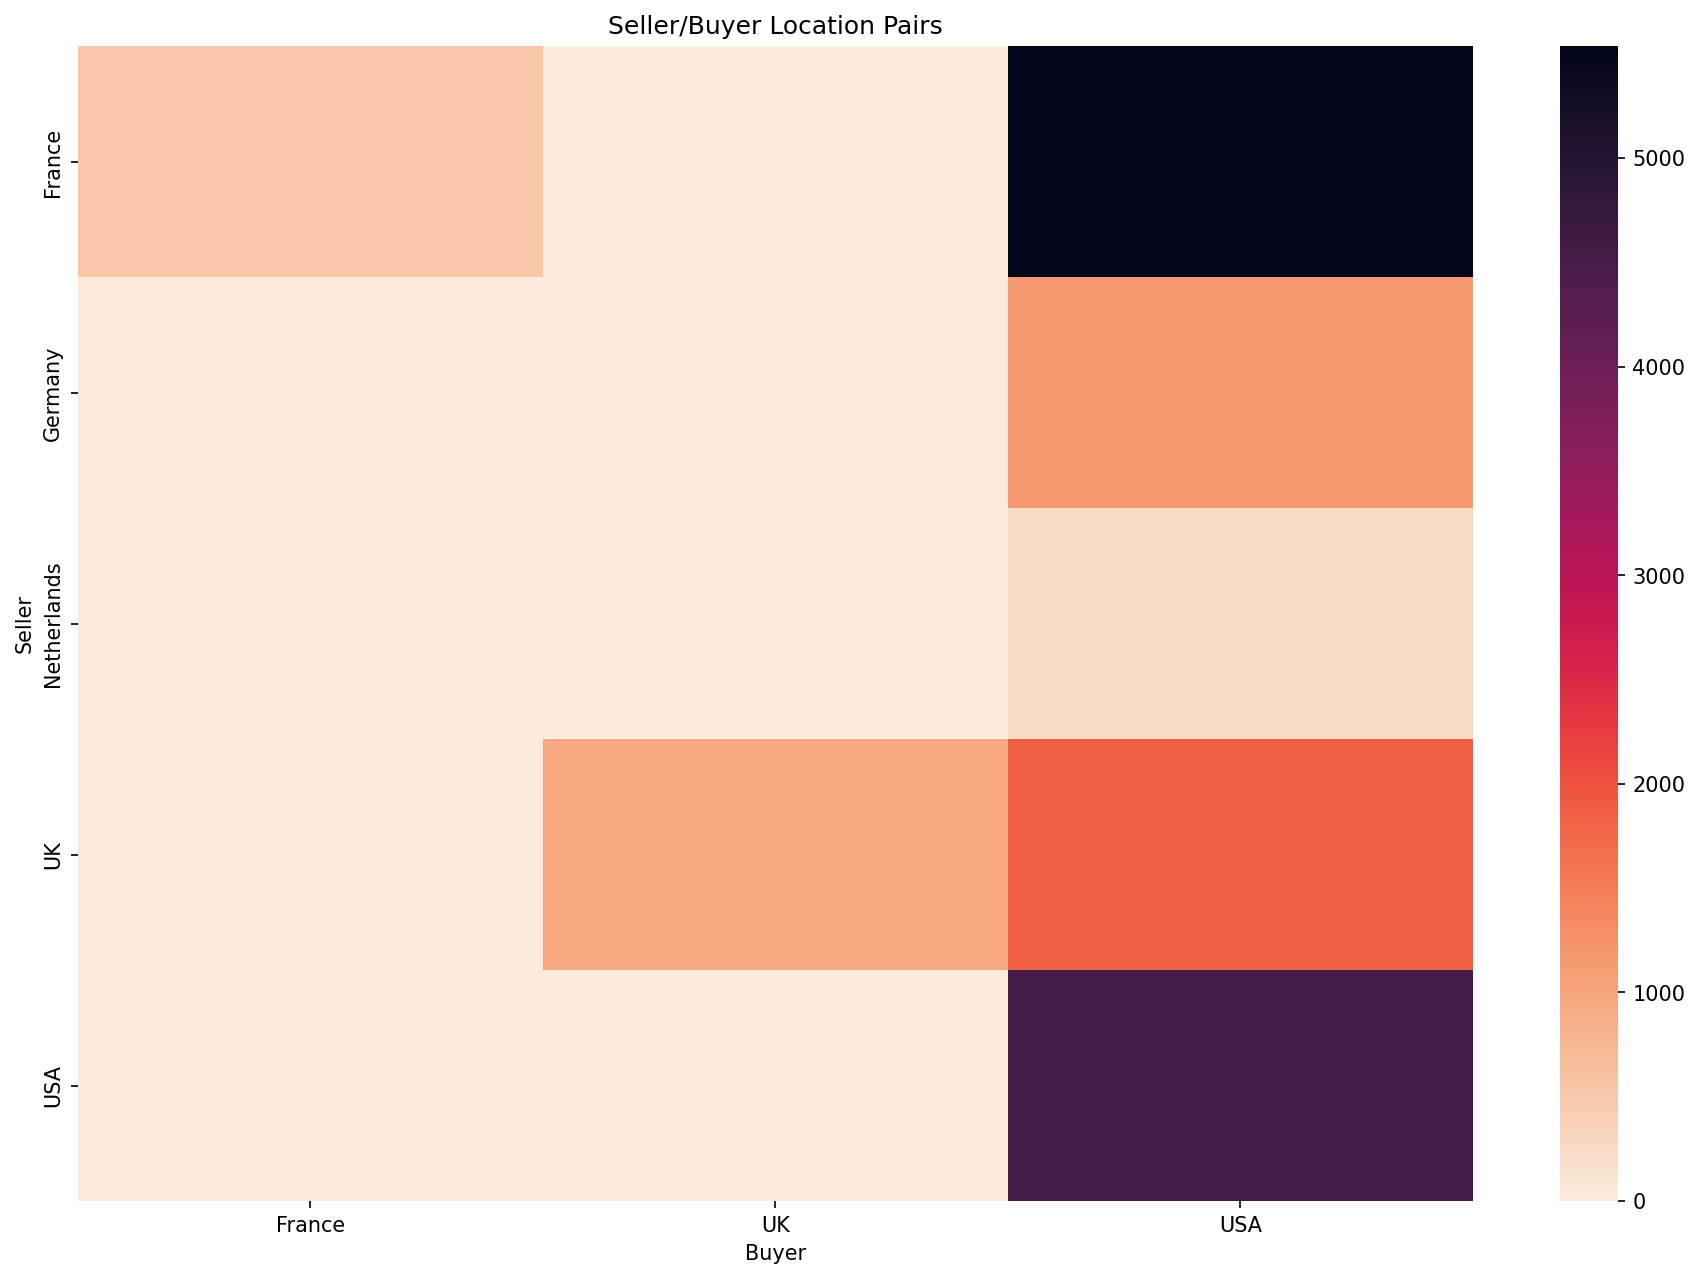 Seller/Buyer Location Pairs
Seller
France
Germany
Netherlands
UK
USA
France
UK
USA
Buyer
5000
4000
3000
2000
1000
0